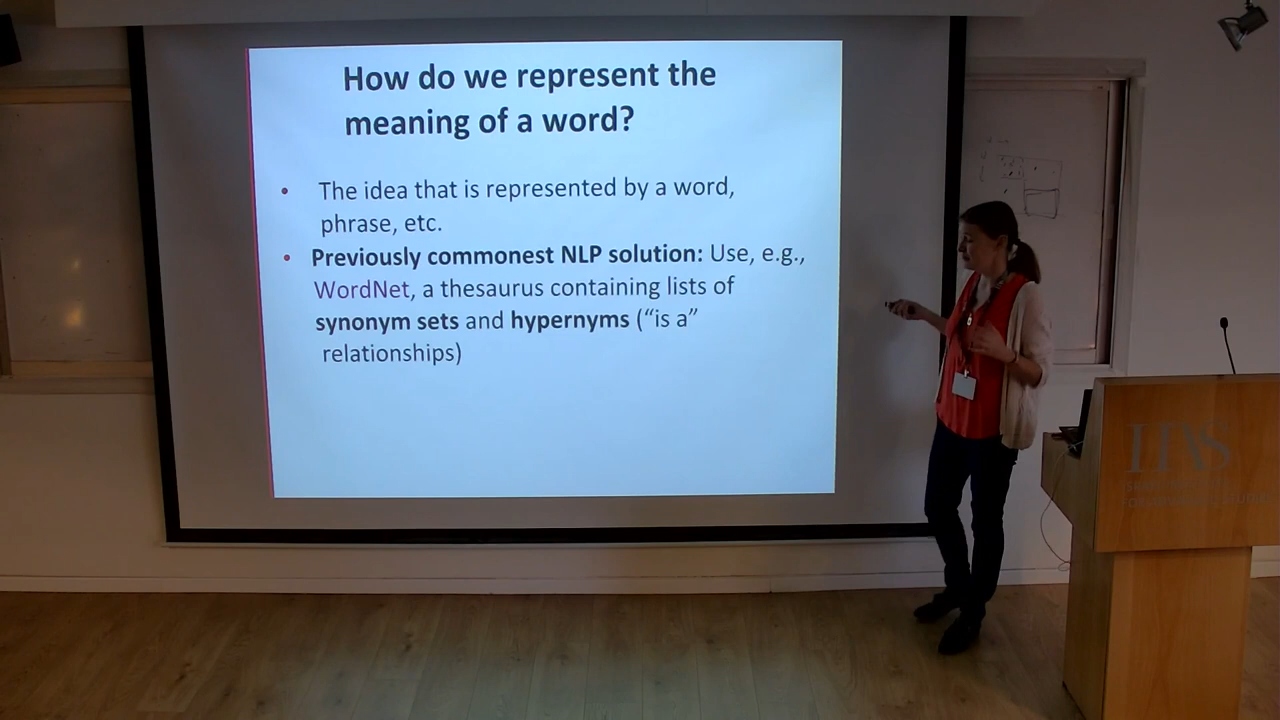 How do we represent the
meaning of a word?
• The idea that is represented by a word,
phrase, etc.
• Previously commonest NLP solution: Use, e.g.,
WordNet, a thesaurus containing lists of
synonym sets and hypernyms (“is a”
relationships)
IIAS